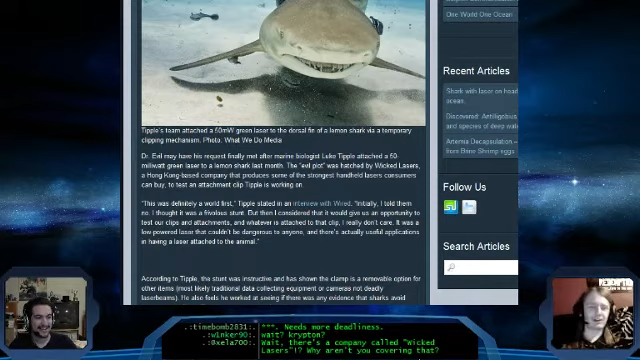 One World One Ocean
Recent Articles
Shark with laser on head
ocean.
Discovered: Antilligobius
and species of deep wate
Artemia Decapsulation –
from Brine Shrimp eggs
Follow Us
Search Articles
Tipple's team attached a 50mW green laser to the dorsal fin of a lemon shark via a temporary
clipping mechanism. Photo: What We Do Media
Dr. Evil may have his request finally met after marine biologist Luke Tipple attached a 50-
miliwatt green laser to a lemon shark last month. The "evil plot" was hatched by Wicked Lasers,
a Hong Kong-based company that produces some of the strongest handheld lasers consumers
can buy, to test an attachment clip Tipple is working on.
"This was definitely a world first," Tipple stated in an interview with Wired. "Initially, I told them
no. I thought it was a frivolous stunt. But then I considered that it would give us an opportunity to
test our clips and attachments, and whatever is attached to that clip, I really don't care. It was a
low powered laser that couldn't be dangerous to anyone, and there's actually useful applications
in having a laser attached to the animal."
According to Tipple, the stunt was instructive and has shown the clamp is a removable option for
other items (most likely traditional data collecting equipment or cameras not deadly
laserbeams). He also feels he worked at seeing if there was any evidence that sharks avoid
.:timebomb2831:. ***. Needs more deadliness.
.:winker90:. wait? krypton?
.:0xela700:. Wait, there's a company called "Wicked
Lasers"!? Why aren't you covering that?